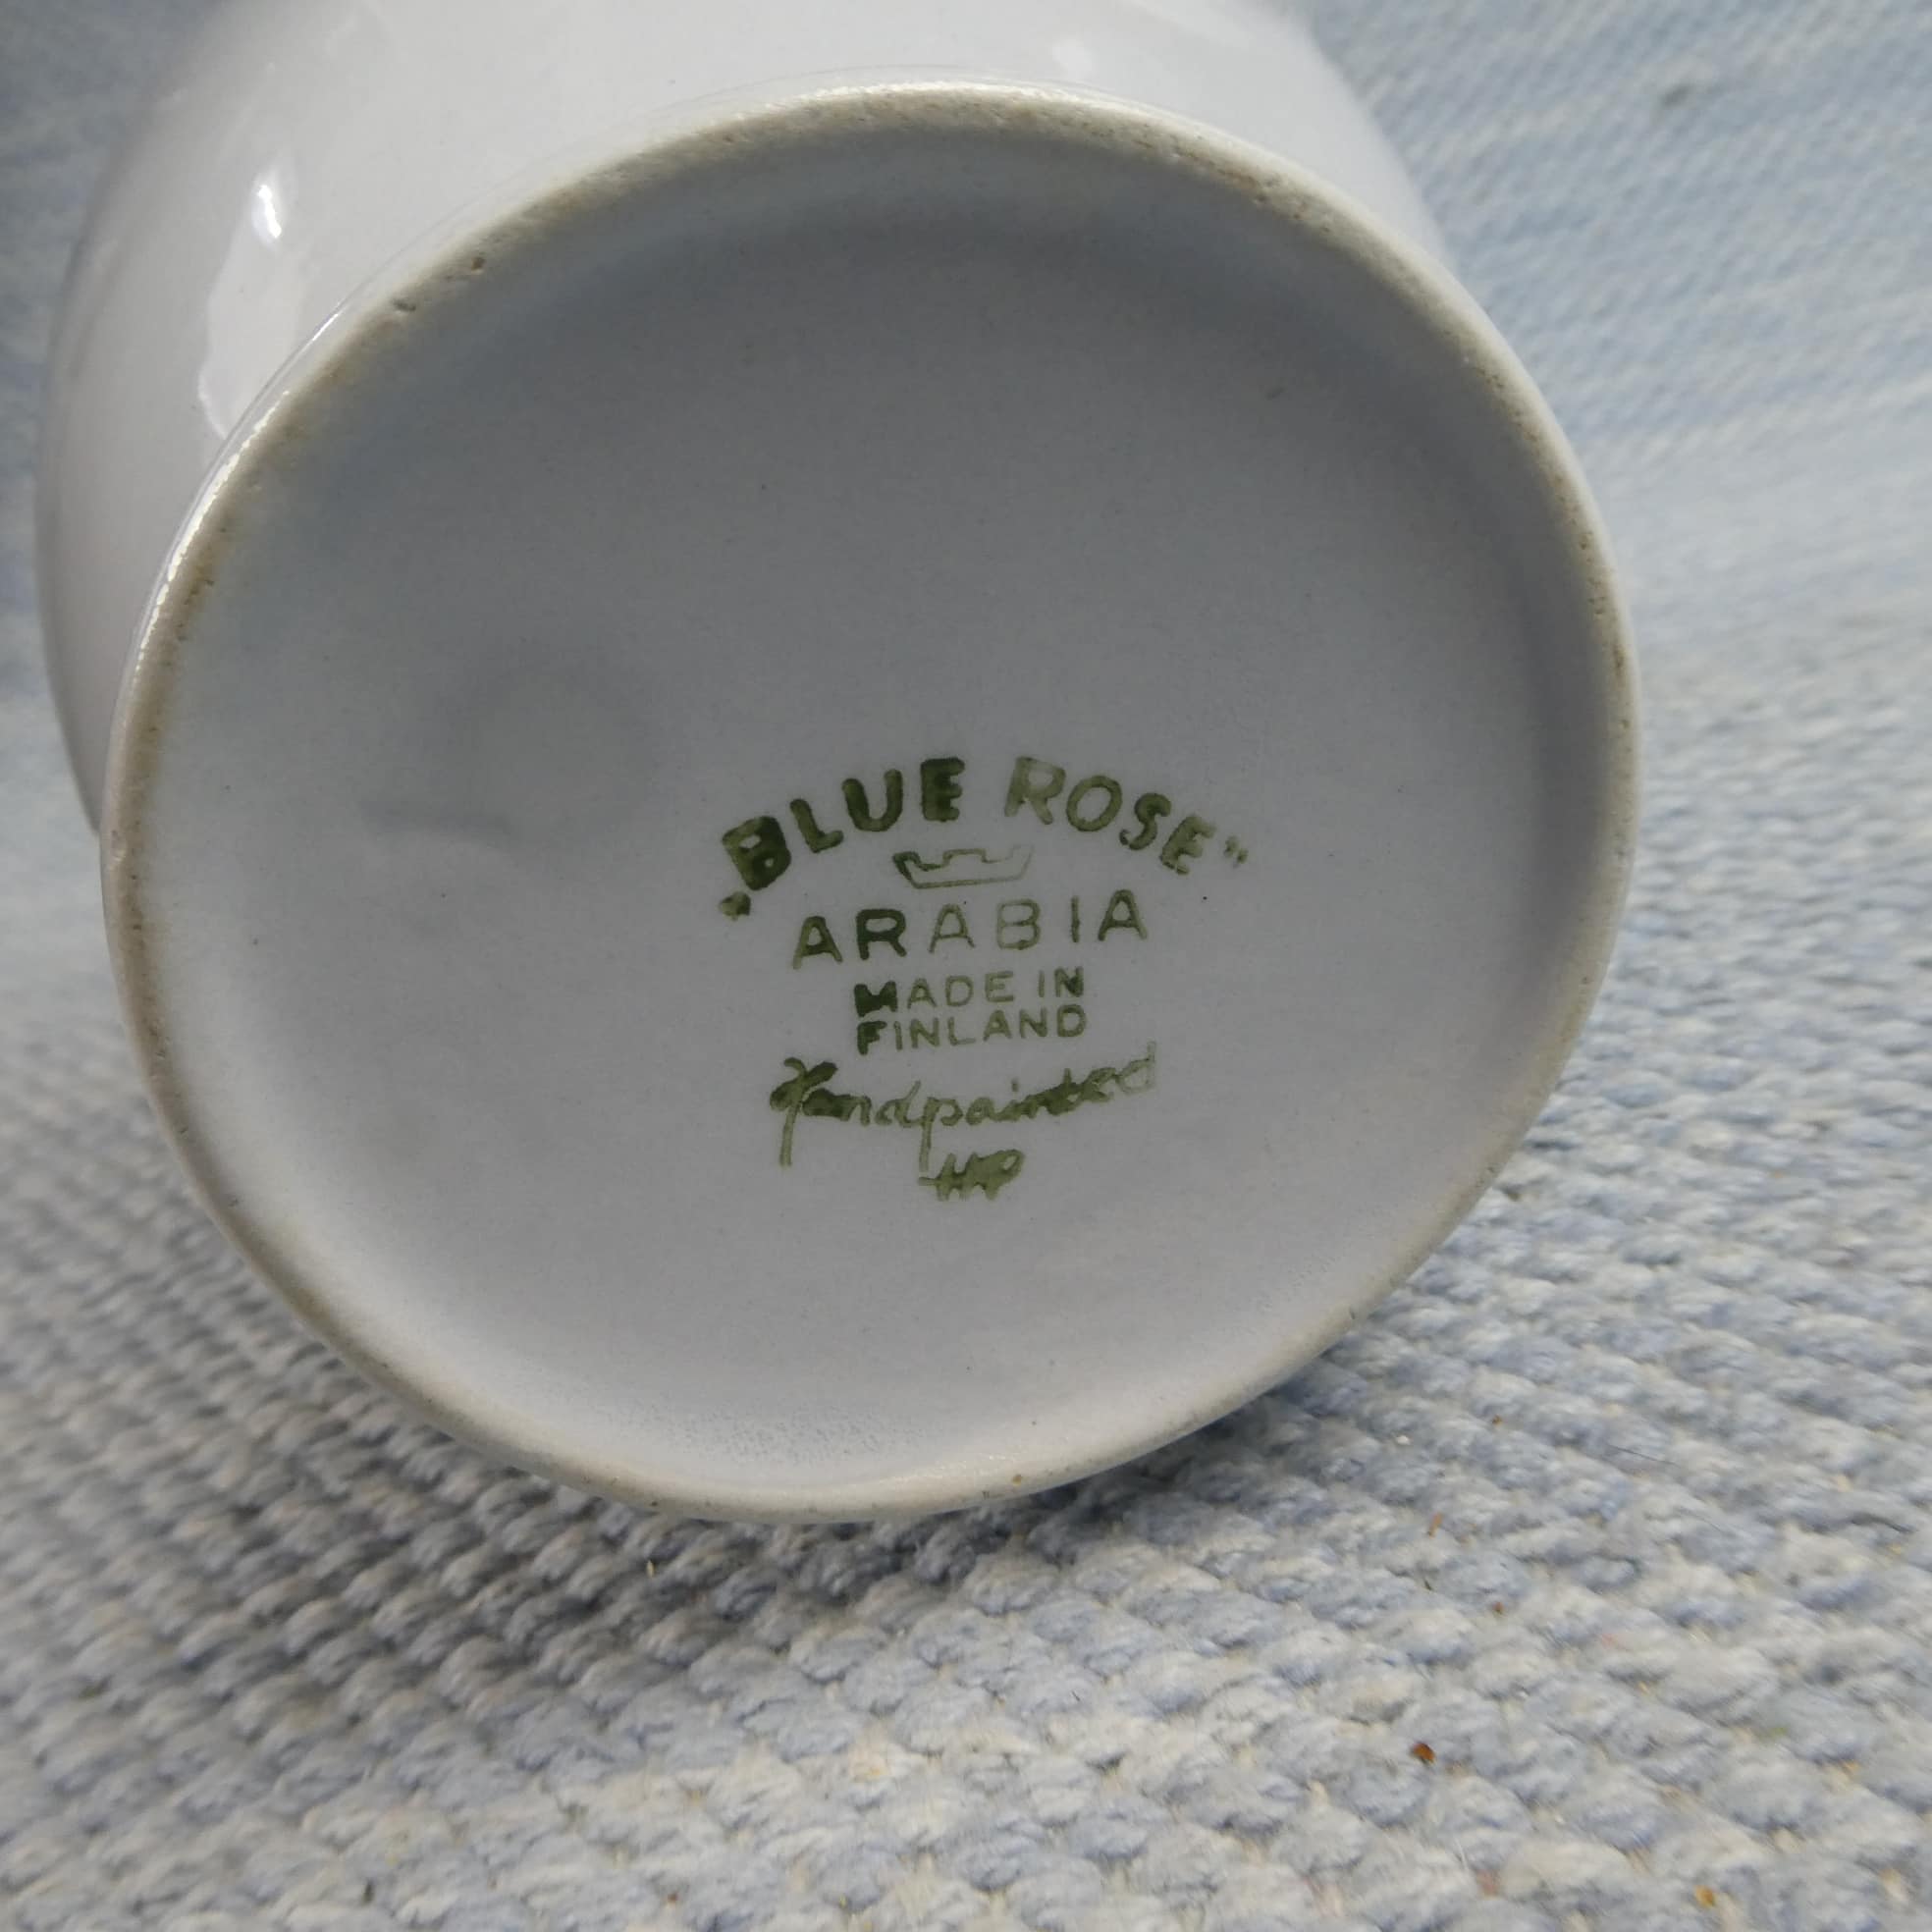 „BLUE ROSE”
ARABIA
MADE IN
FINLAND
Handpainted
HP